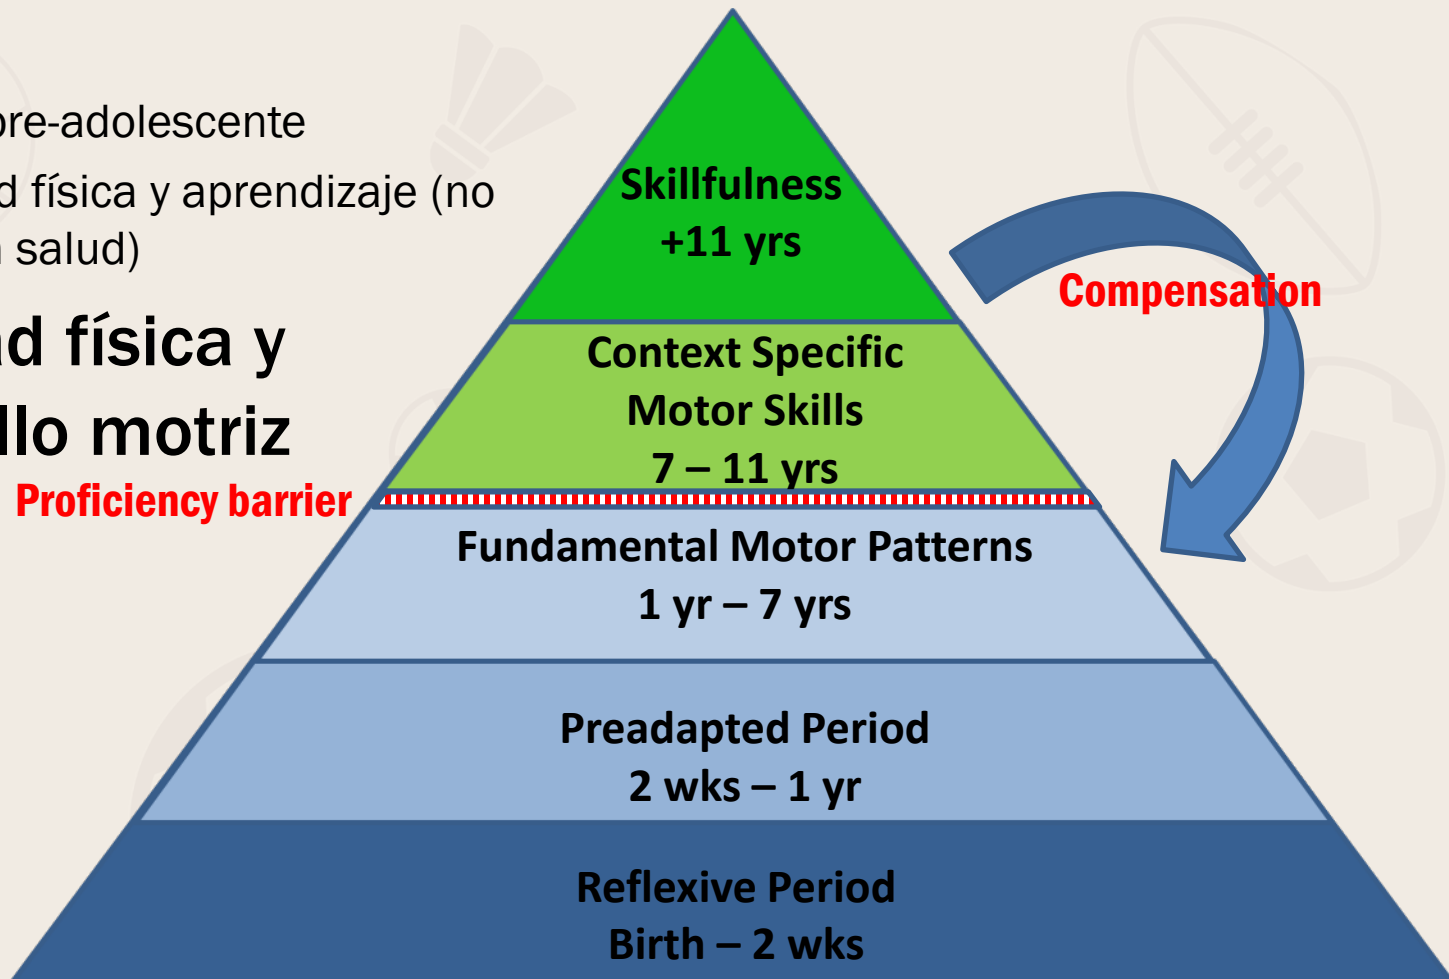 pre-adolescente
d física y aprendizaje (no
salud)
ad física y
llo motriz
Proficiency barrier
Skillfulness
+11 yrs
Compensation
Context Specific
Motor Skills
7 – 11 yrs
Fundamental Motor Patterns
1 yr – 7 yrs
Preadapted Period
2 wks – 1 yr
Reflexive Period
Birth – 2 wks